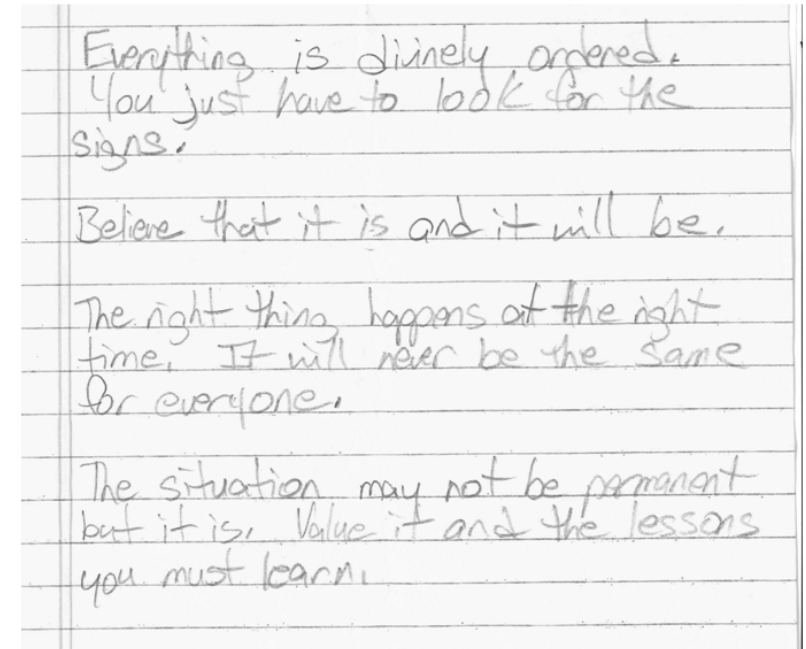 Everything is divinely ordered.
You just have to look for the
signs.
Believe that it is and it will be.
The right thing happens at the right
time. It will never be the same
for everyone.
The situation may not be permanent
but it is. Value it and the lessons
you must learn.